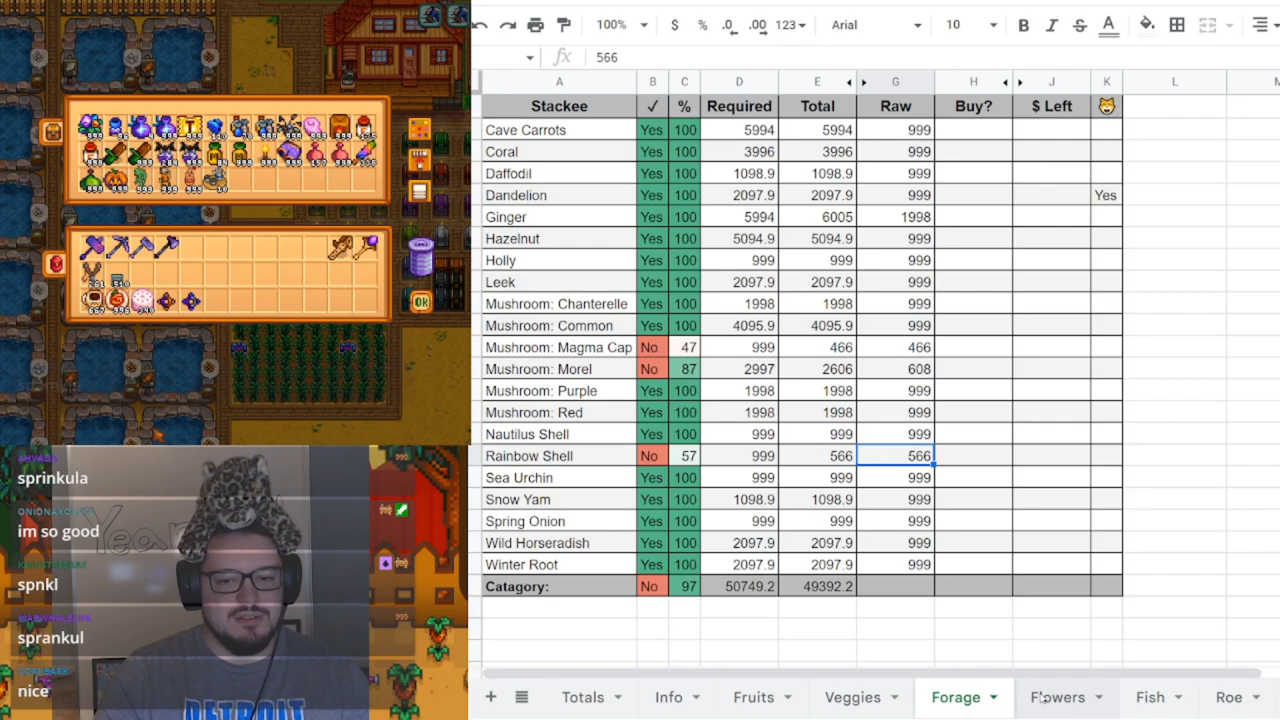 100% $ % .0 .00 123 Arial 10 B I S A
fx 566
A B C D E G H J K L
Stackee ✓ % Required Total Raw Buy? $ Left
Cave Carrots Yes 100 5994 5994 999
Coral Yes 100 3996 3996 999
Daffodil Yes 100 1098.9 1098.9 999
Dandelion Yes 100 2097.9 2097.9 999 Yes
Ginger Yes 100 5994 6005 1998
Hazelnut Yes 100 5094.9 5094.9 999
Holly Yes 100 999 999 999
Leek Yes 100 2097.9 2097.9 999
Mushroom: Chanterelle Yes 100 1998 1998 999
Mushroom: Common Yes 100 4095.9 4095.9 999
Mushroom: Magma Cap No 47 999 466 466
Mushroom: Morel No 87 2997 2606 608
Mushroom: Purple Yes 100 1998 1998 999
Mushroom: Red Yes 100 1998 1998 999
Nautilus Shell Yes 100 999 999 999
Rainbow Shell No 57 999 566 566
Sea Urchin Yes 100 999 999 999
Snow Yam Yes 100 1098.9 1098.9 999
Spring Onion Yes 100 999 999 999
Wild Horseradish Yes 100 2097.9 2097.9 999
Winter Root Yes 100 2097.9 2097.9 999
Catagory: No 97 50749.2 49392.2
Totals Info Fruits Veggies Forage Flowers Fish Roe
OK
sprinkula
im so good
spnkl
sprankul
nice
Year
DETROIT